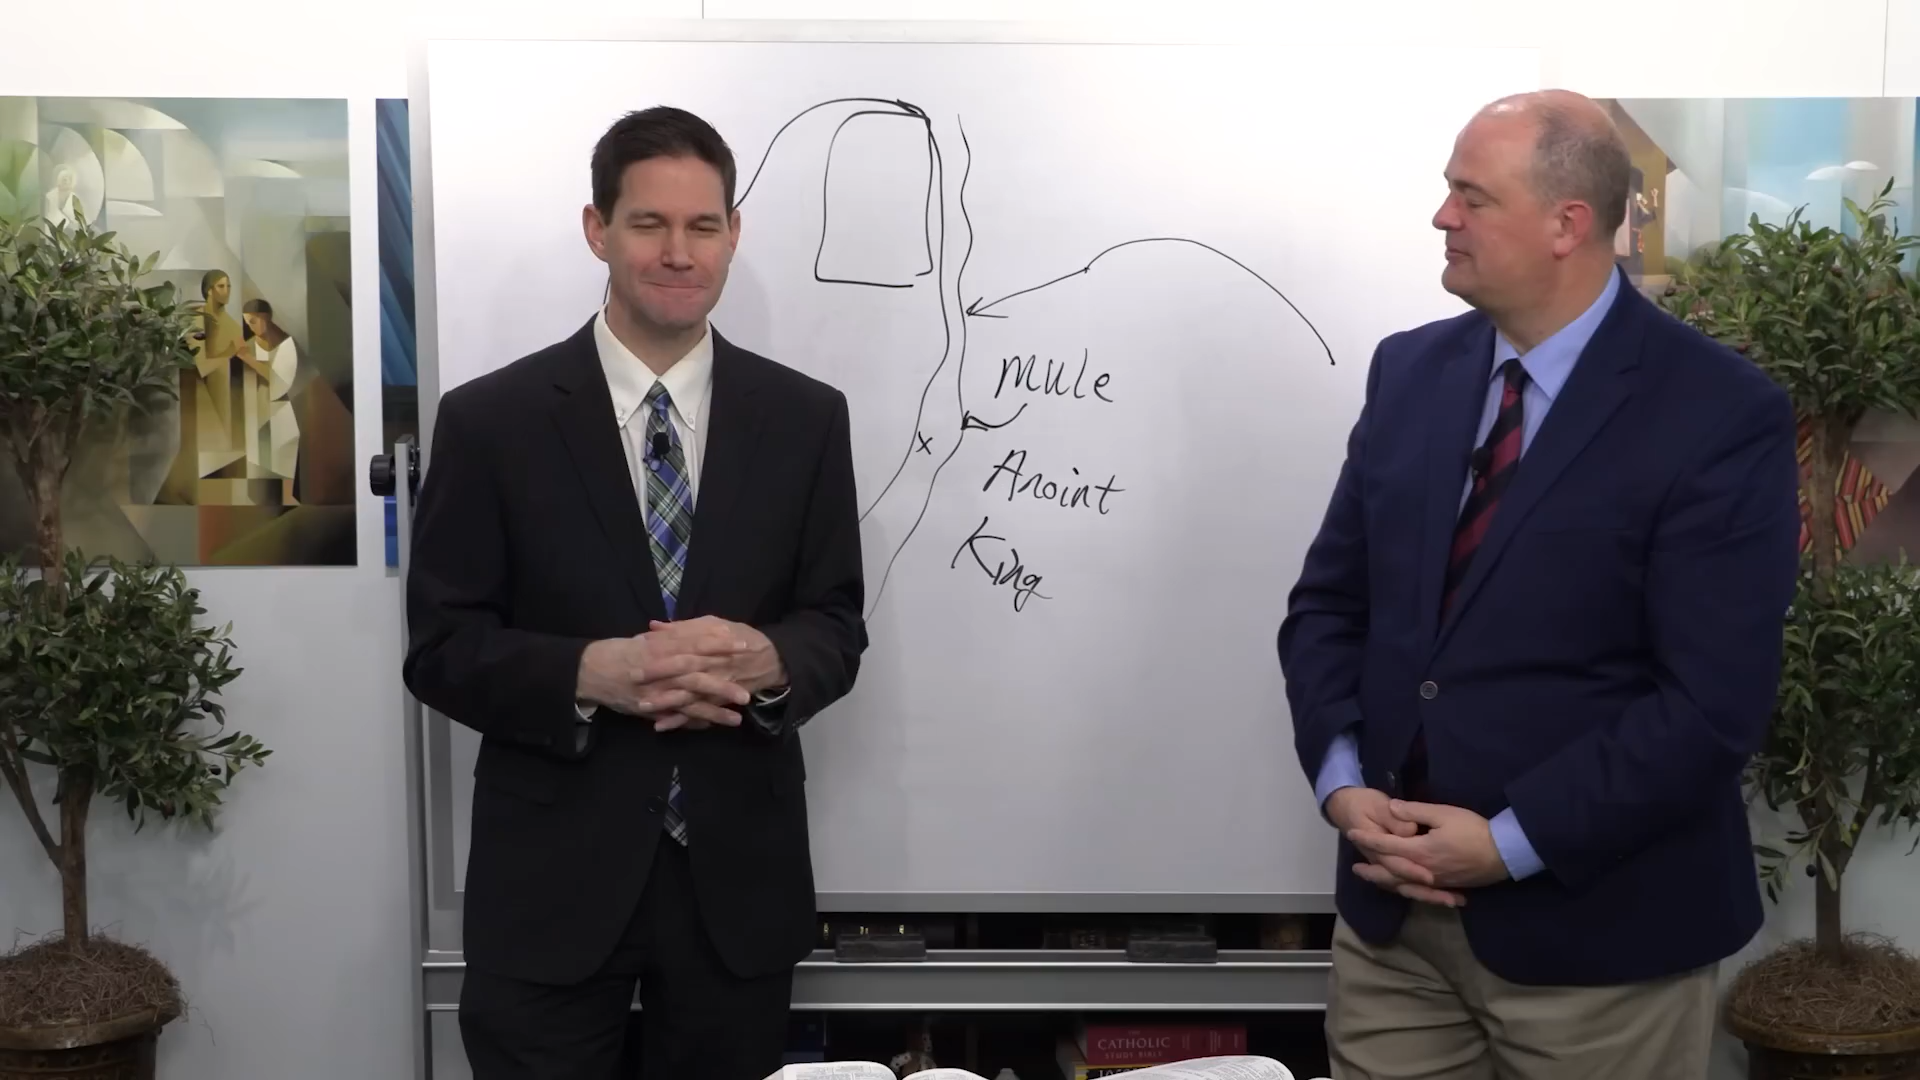 x
mule
Anoint
King
CATHOLIC
STUDY BIBLE